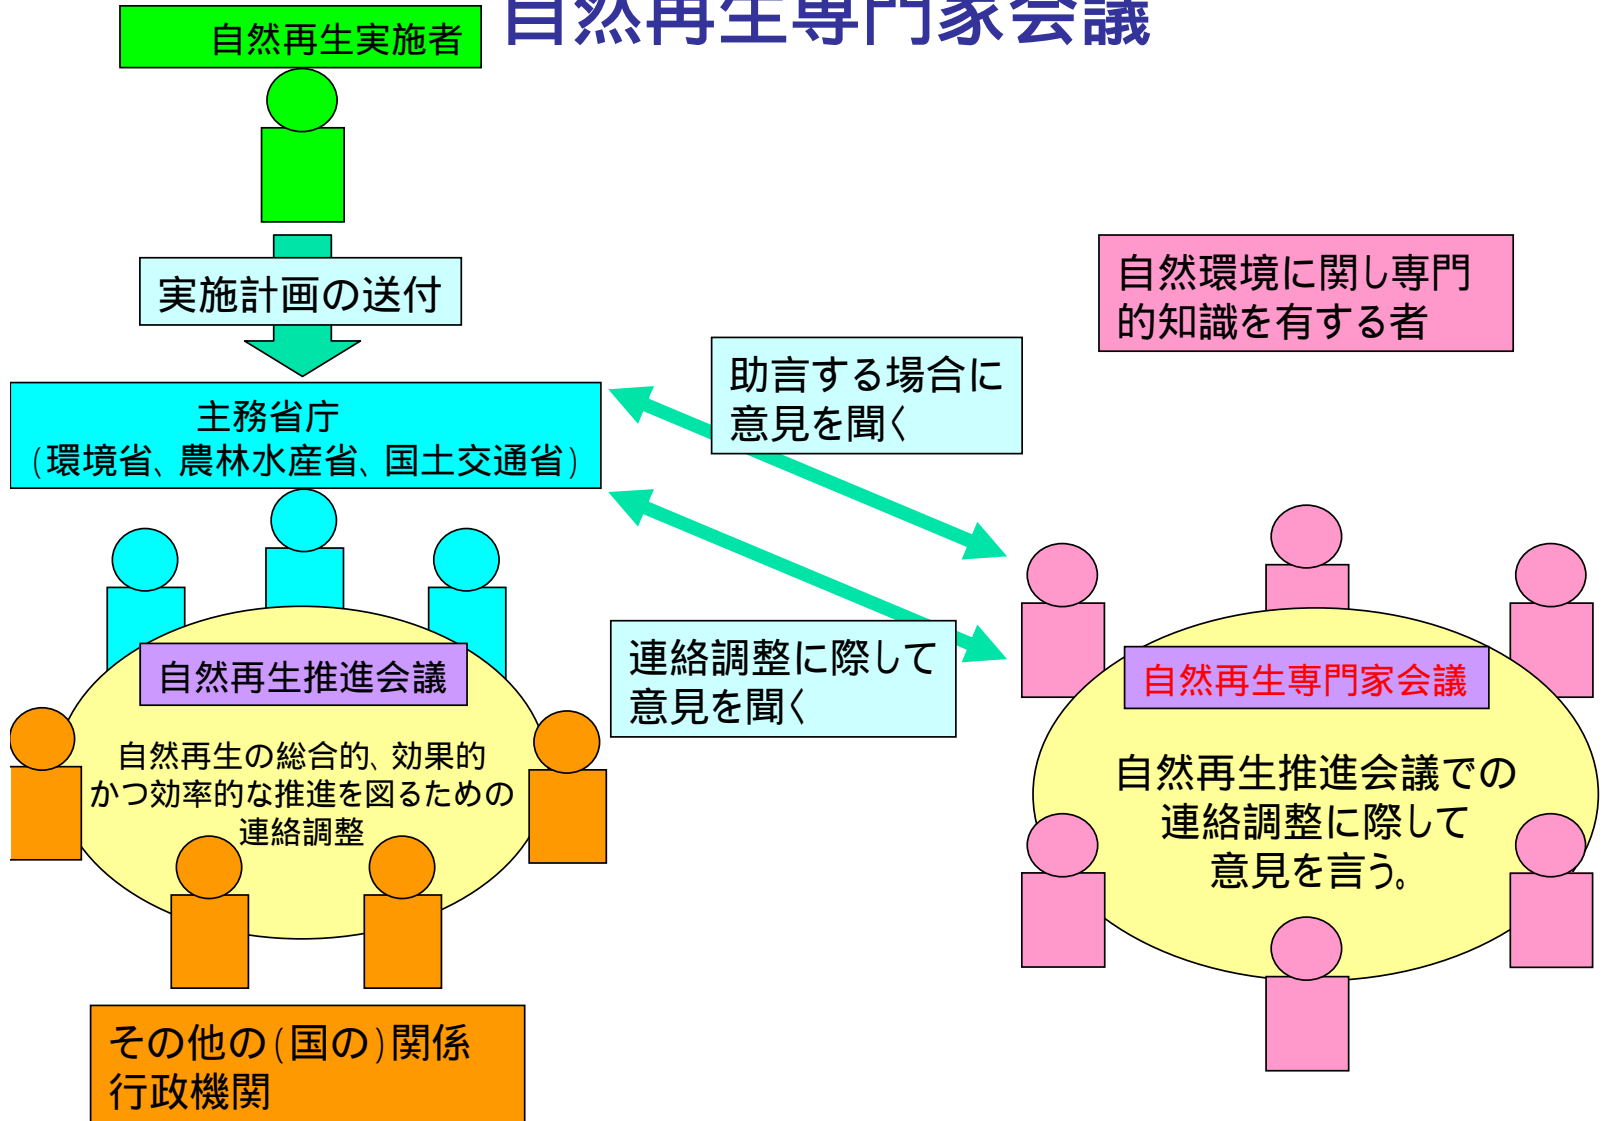 自然再生専門家会議
自然再生実施者
実施計画の送付
自然環境に関し専門
的知識を有する者
助言する場合に
意見を聞く
主務省庁
(環境省、農林水産省、国土交通省)
連絡調整に際して
意見を聞く
自然再生推進会議
自然再生の総合的、効果的
かつ効率的な推進を図るための
連絡調整
自然再生専門家会議
自然再生推進会議での
連絡調整に際して
意見を言う。
その他の(国の)関係
行政機関